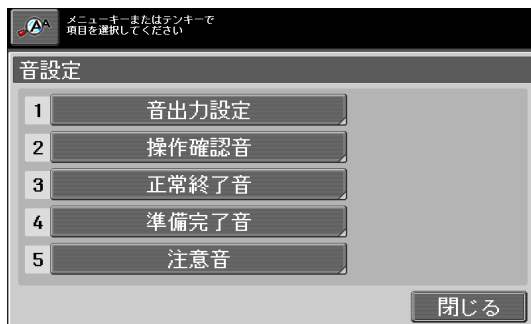 メニューキーまたはテンキーで
項目を選択してください
音設定
1 音出力設定
2 操作確認音
3 正常終了音
4 準備完了音
5 注意音
閉じる